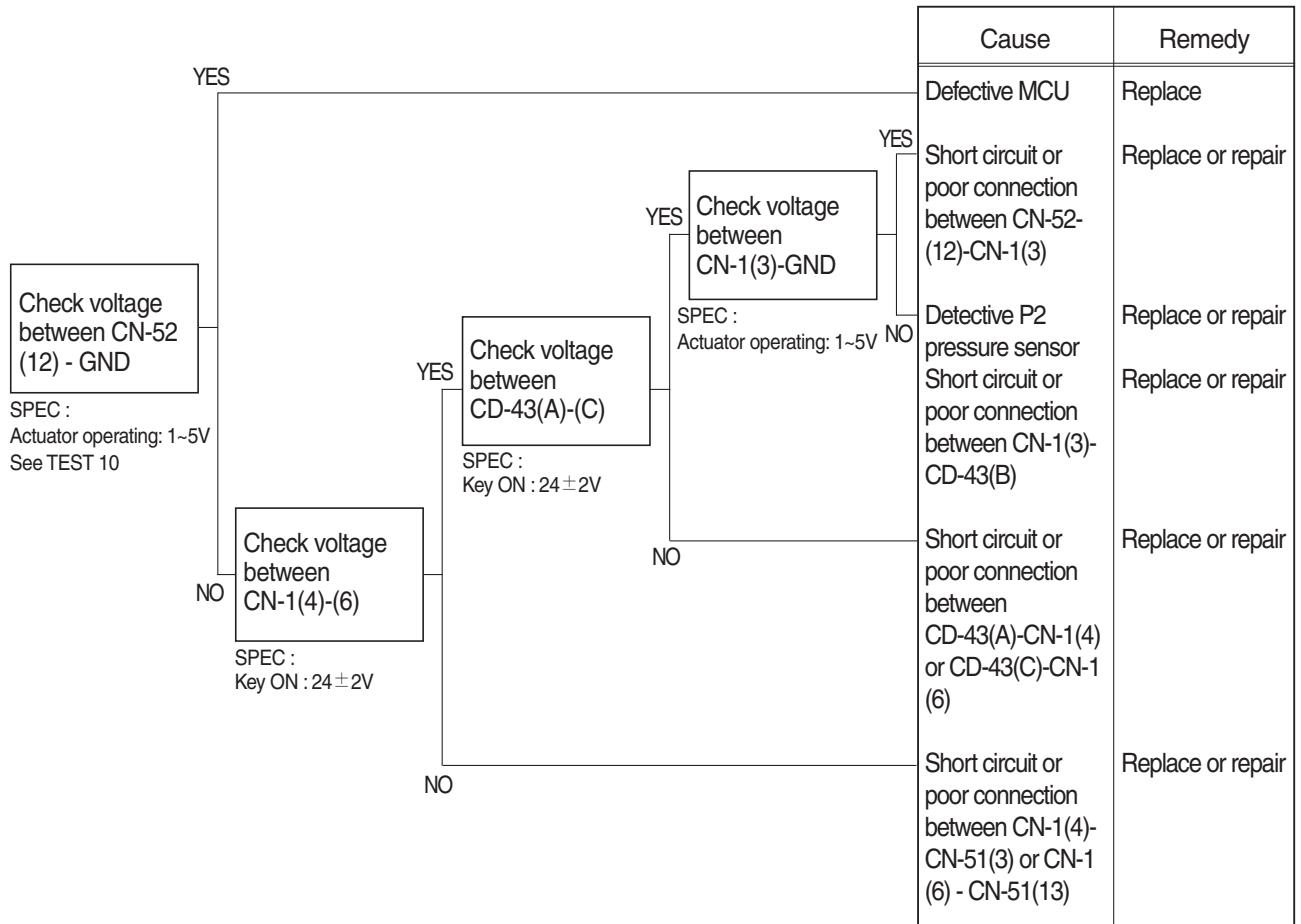 Cause
Remedy
YES
Defective MCU
Replace
YES
Short circuit or
poor connection
between CN-52-
(12)-CN-1(3)
Replace or repair
YES
Check voltage
between
CN-1(3)-GND
SPEC :
Actuator operating: 1~5V
NO
Detective P2
pressure sensor
Replace or repair
Short circuit or
poor connection
between CN-1(3)-
CD-43(B)
Replace or repair
Check voltage
between CN-52
(12) - GND
SPEC :
Actuator operating: 1~5V
See TEST 10
YES
Check voltage
between
CD-43(A)-(C)
SPEC :
Key ON : 24±2V
NO
Short circuit or
poor connection
between
CD-43(A)-CN-1(4)
or CD-43(C)-CN-1
(6)
Replace or repair
NO
Check voltage
between
CN-1(4)-(6)
SPEC :
Key ON : 24±2V
NO
Short circuit or
poor connection
between CN-1(4)-
CN-51(3) or CN-1
(6) - CN-51(13)
Replace or repair